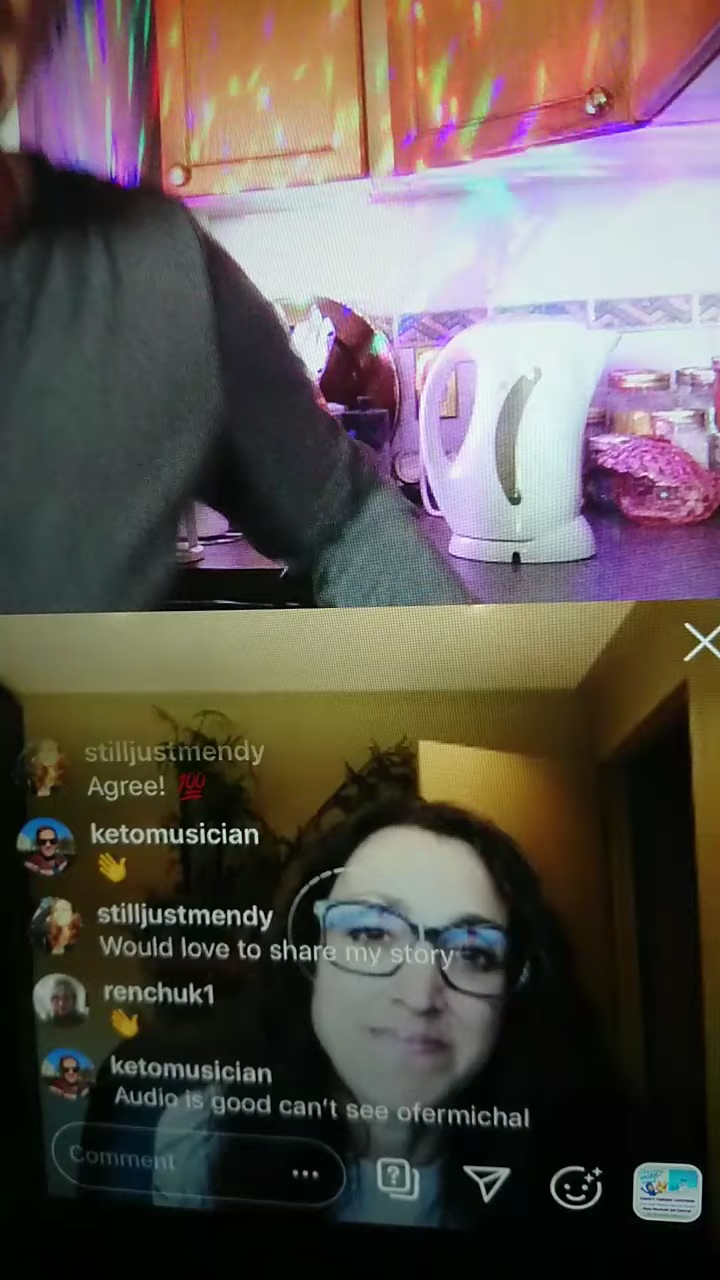 stilljustmendy
Agree! 💯
ketomusician
👋
stilljustmendy
Would love to share my story
renchuk1
👋
ketomusician
Audio is good can't see ofermichal
Comment